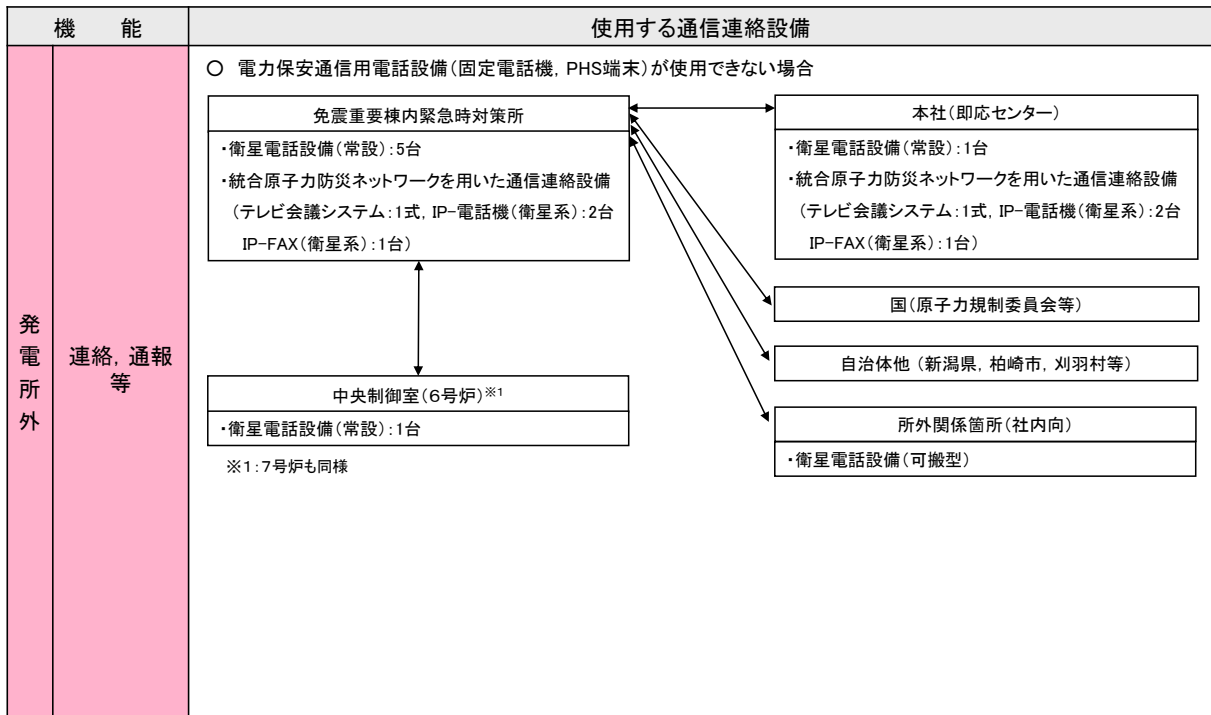 機　能
使用する通信連絡設備
発電所外
連絡，通報
等
○　電力保安通信用電話設備（固定電話機，PHS端末）が使用できない場合
免震重要棟内緊急時対策所
・衛星電話設備（常設）：5台
・統合原子力防災ネットワークを用いた通信連絡設備
（テレビ会議システム：1式，IP-電話機（衛星系）：2台
IP-FAX（衛星系）：1台）
本社（即応センター）
・衛星電話設備（常設）：1台
・統合原子力防災ネットワークを用いた通信連絡設備
（テレビ会議システム：1式，IP-電話機（衛星系）：2台
IP-FAX（衛星系）：1台）
国（原子力規制委員会等）
自治体他 （新潟県，柏崎市，刈羽村等）
中央制御室（６号炉）※1
・衛星電話設備（常設）：1台
※1：７号炉も同様
所外関係箇所（社内向）
・衛星電話設備（可搬型）